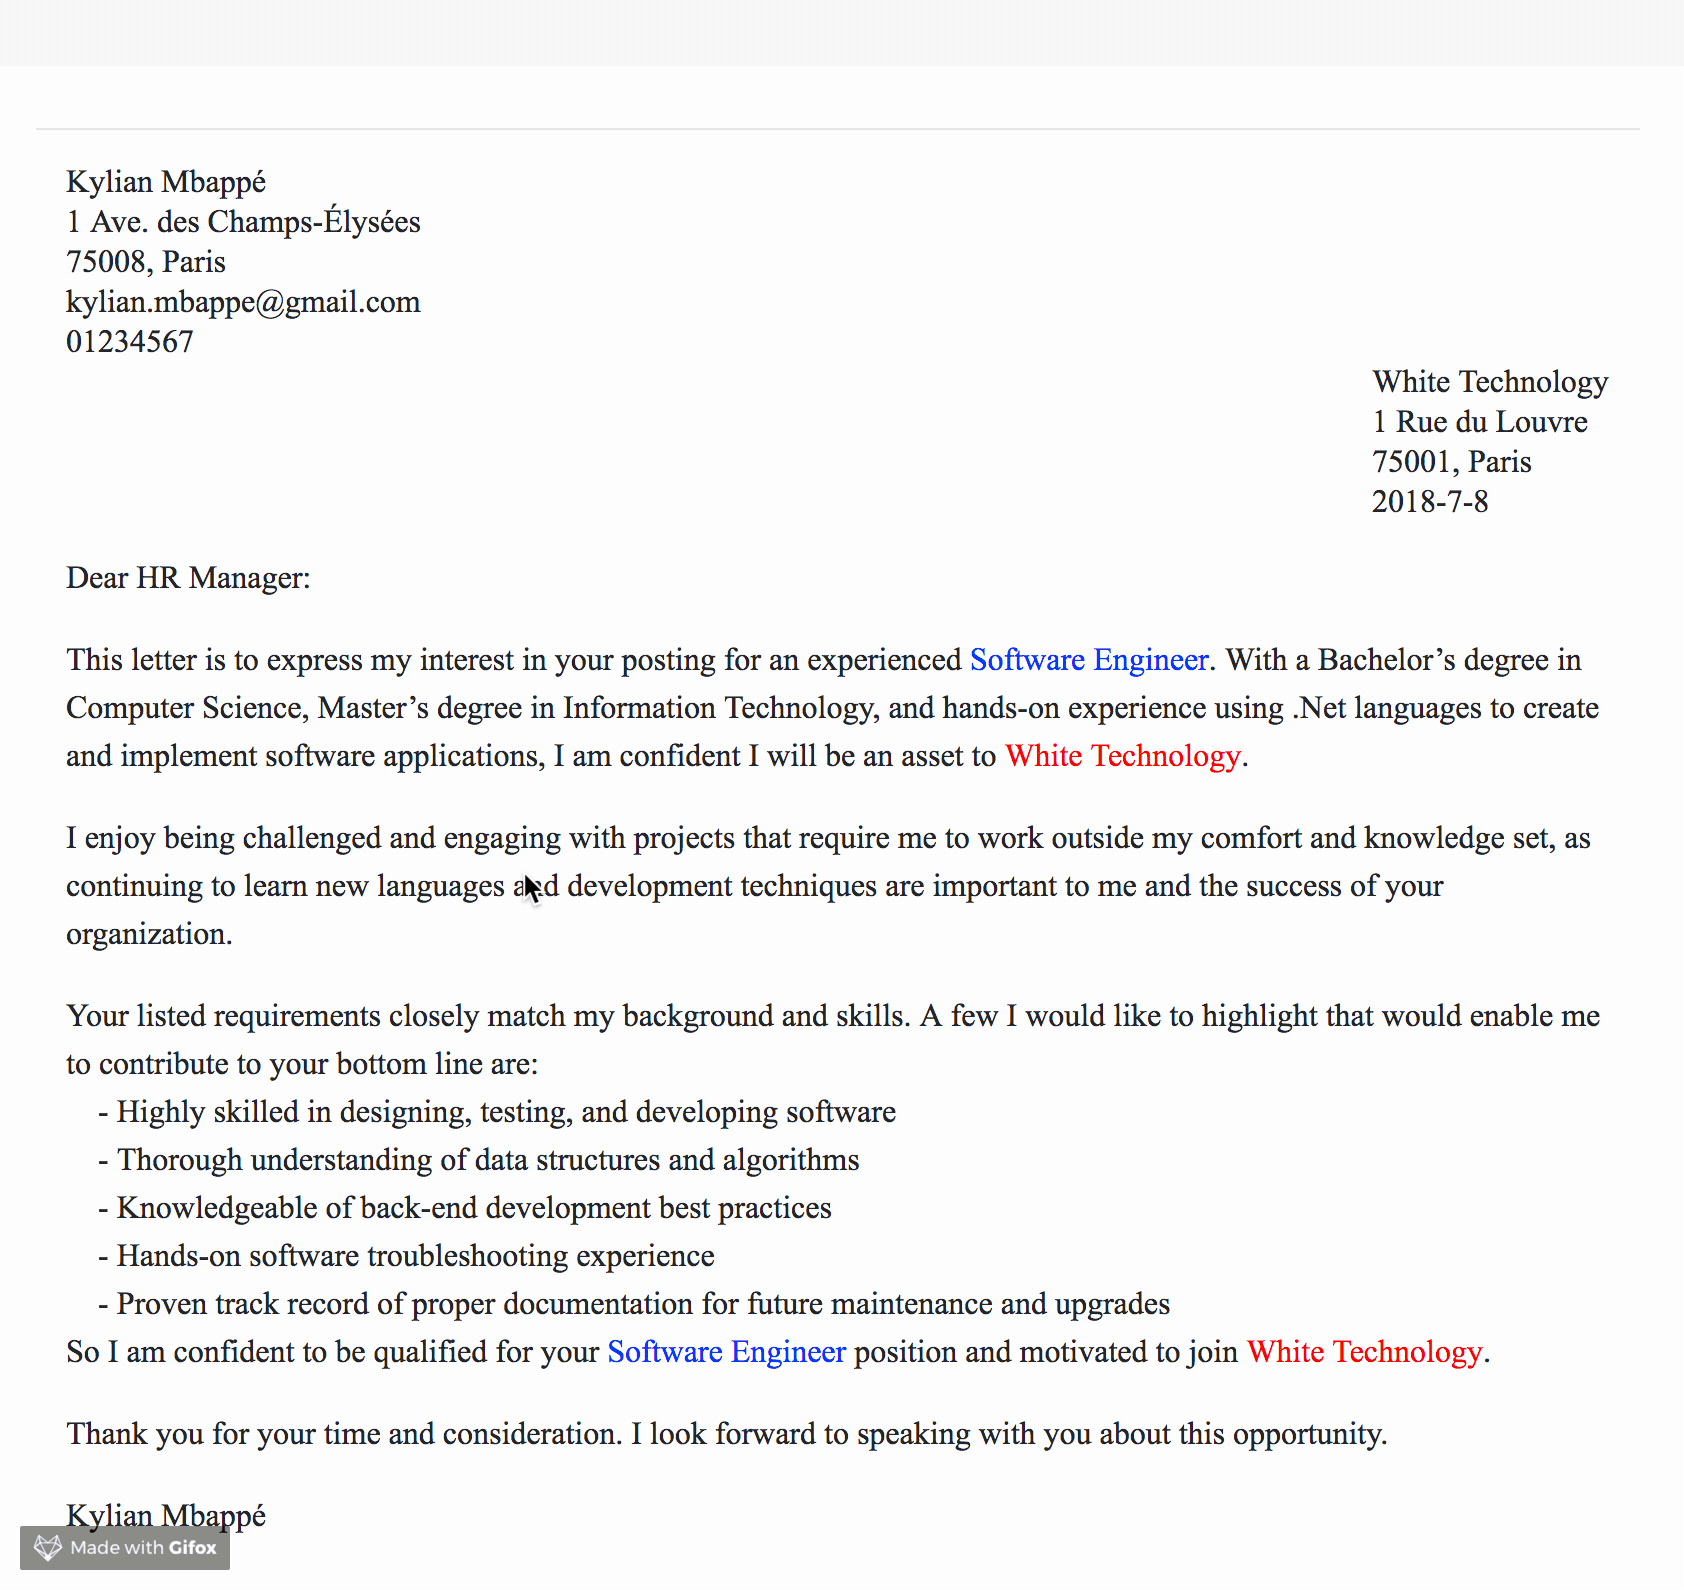 Kylian Mbappé
1 Ave. des Champs-Élysées
75008, Paris
kylian.mbappe@gmail.com
01234567
White Technology
1 Rue du Louvre
75001, Paris
2018-7-8
Dear HR Manager:
This letter is to express my interest in your posting for an experienced Software Engineer. With a Bachelor’s degree in
Computer Science, Master’s degree in Information Technology, and hands-on experience using .Net languages to create
and implement software applications, I am confident I will be an asset to White Technology.
I enjoy being challenged and engaging with projects that require me to work outside my comfort and knowledge set, as
continuing to learn new languages and development techniques are important to me and the success of your
organization.
Your listed requirements closely match my background and skills. A few I would like to highlight that would enable me
to contribute to your bottom line are:
- Highly skilled in designing, testing, and developing software
- Thorough understanding of data structures and algorithms
- Knowledgeable of back-end development best practices
- Hands-on software troubleshooting experience
- Proven track record of proper documentation for future maintenance and upgrades
So I am confident to be qualified for your Software Engineer position and motivated to join White Technology.
Thank you for your time and consideration. I look forward to speaking with you about this opportunity.
Kylian Mbappé
Made with Gifox